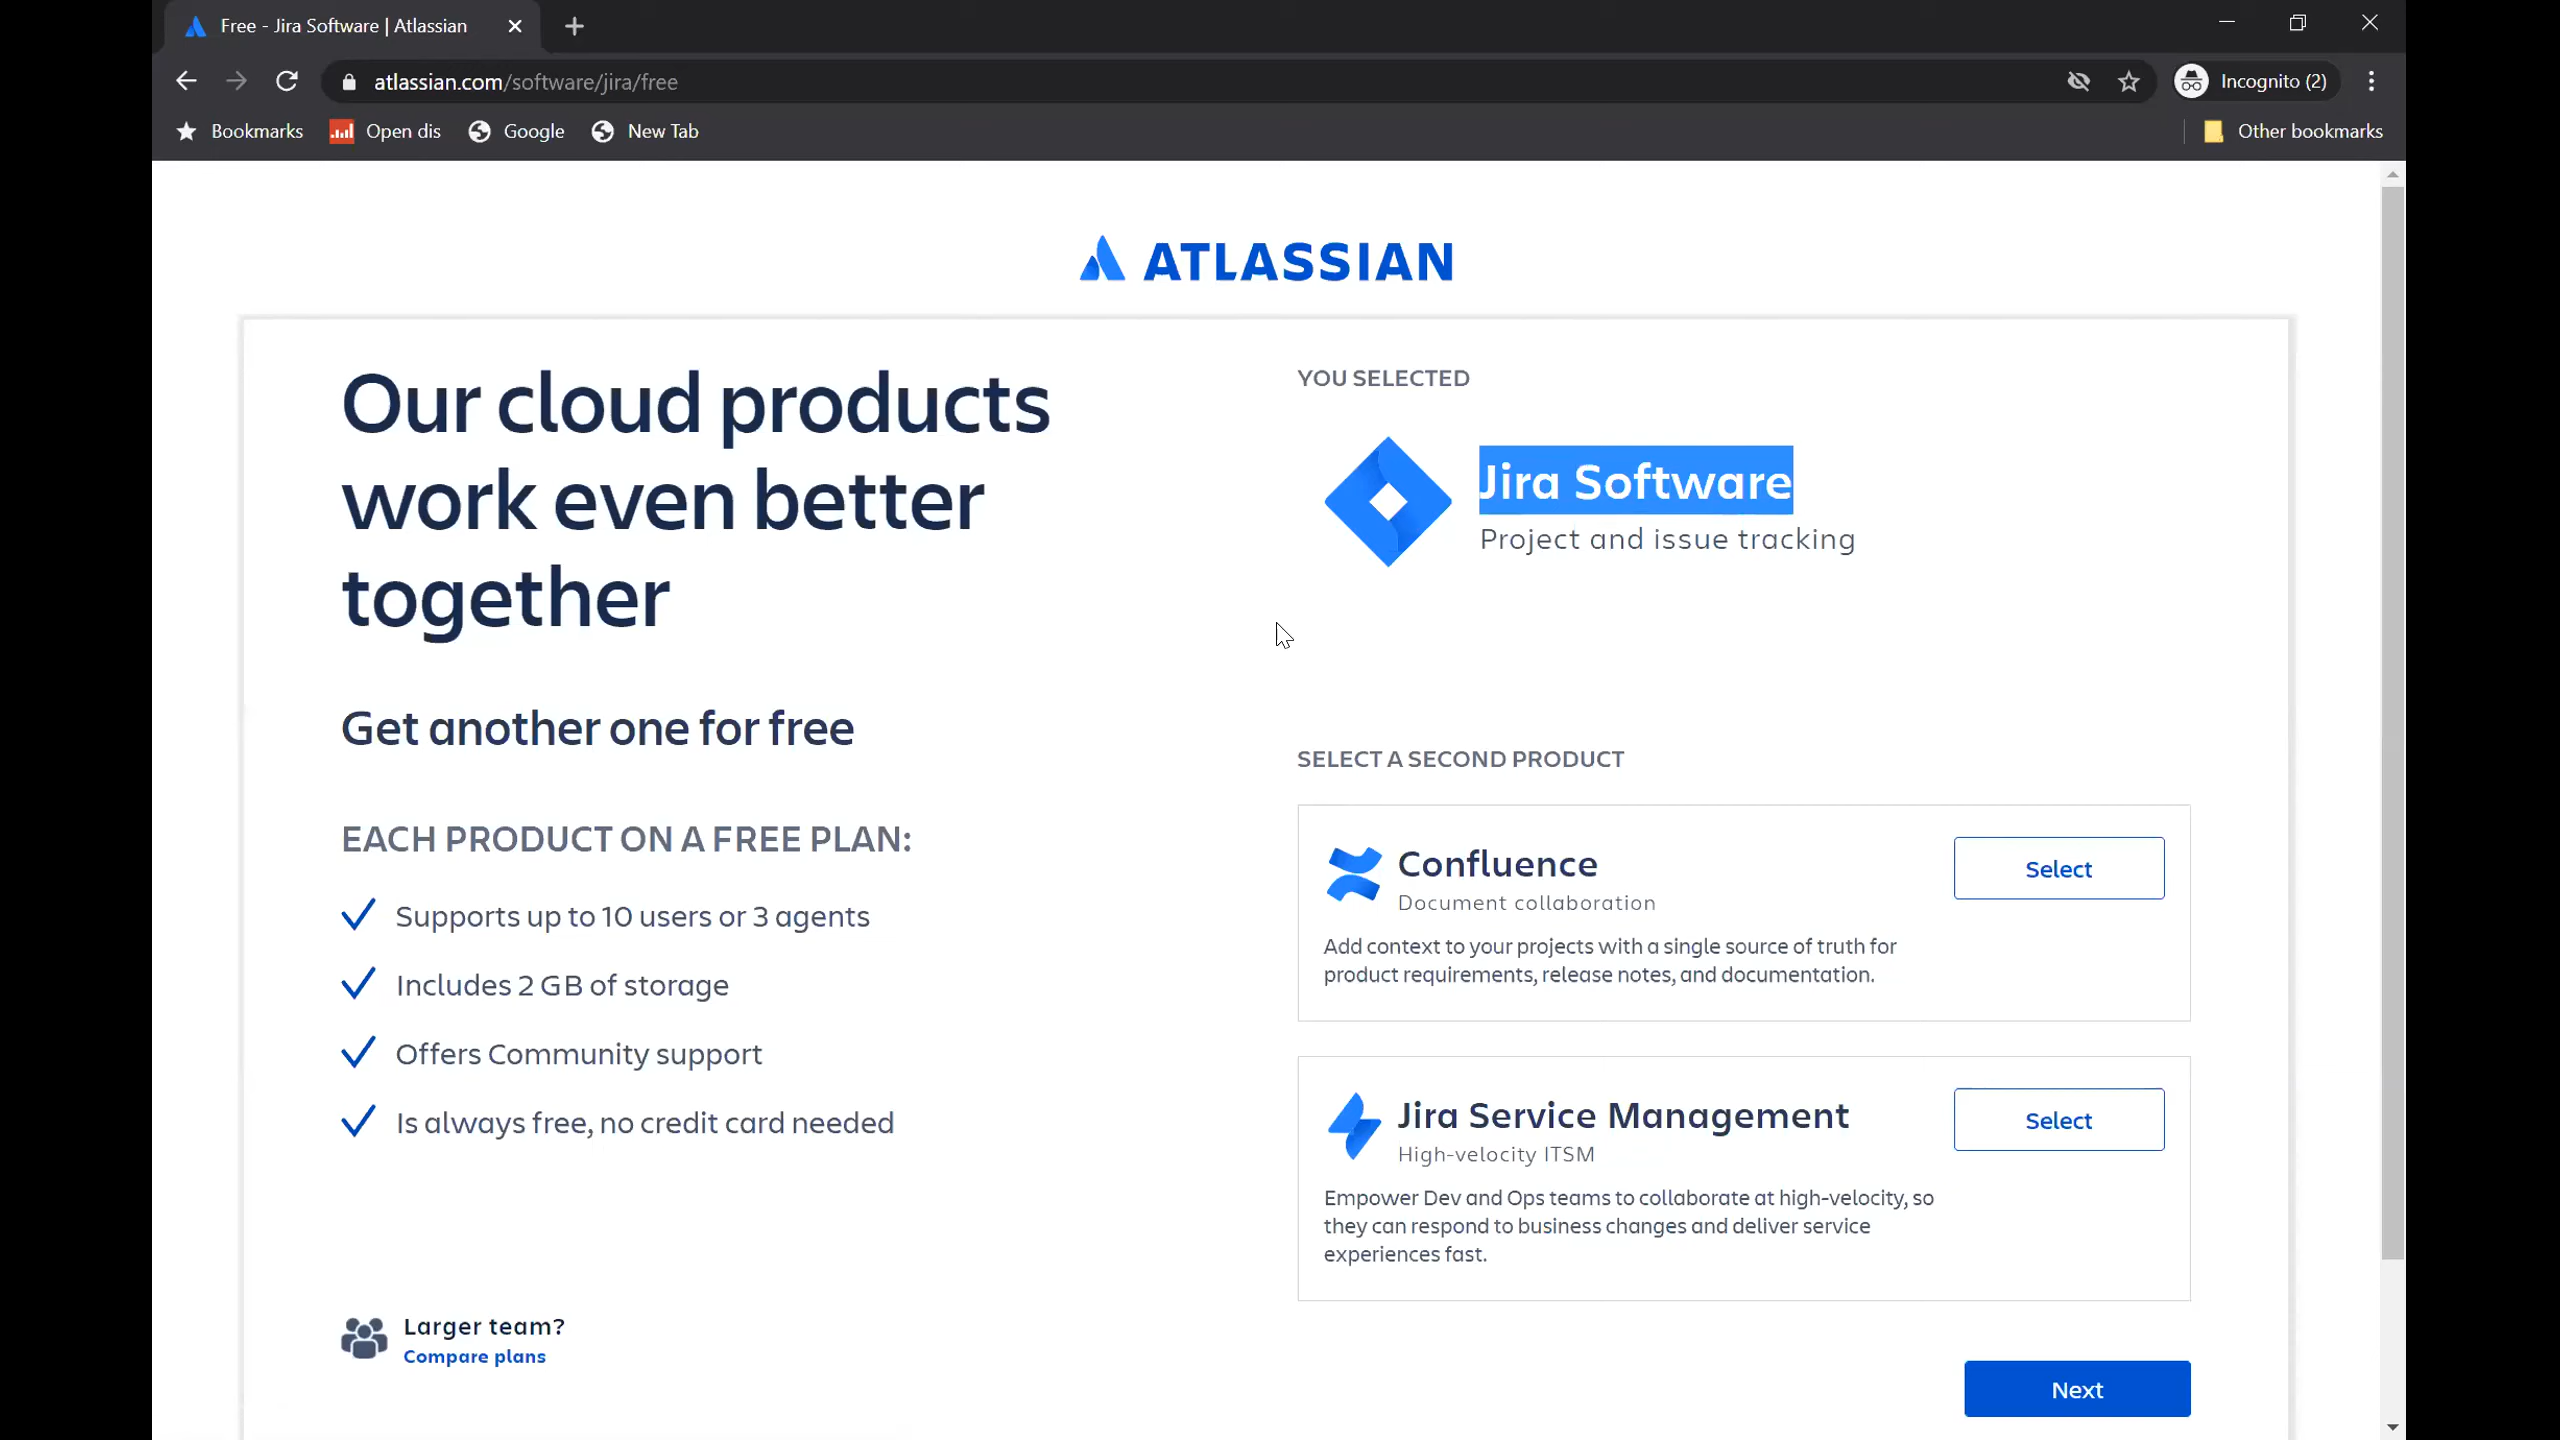 Free - Jira Software | Atlassian
atlassian.com/software/jira/free
Incognito (2)
Bookmarks
Open dis
Google
New Tab
Other bookmarks
ATLASSIAN
Our cloud products
work even better
together
Get another one for free
EACH PRODUCT ON A FREE PLAN:
Supports up to 10 users or 3 agents
Includes 2 GB of storage
Offers Community support
Is always free, no credit card needed
Larger team?
Compare plans
YOU SELECTED
Jira Software
Project and issue tracking
SELECT A SECOND PRODUCT
Confluence
Document collaboration
Select
Add context to your projects with a single source of truth for
product requirements, release notes, and documentation.
Jira Service Management
High-velocity ITSM
Select
Empower Dev and Ops teams to collaborate at high-velocity, so
they can respond to business changes and deliver service
experiences fast.
Next